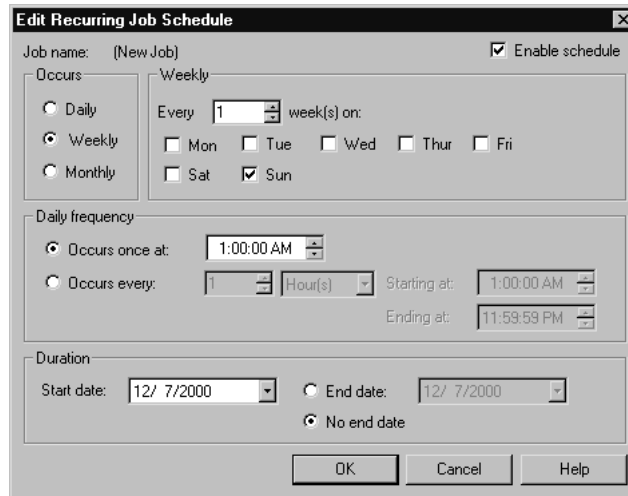 Edit Recurring Job Schedule
Job name: (New Job) Enable schedule
Occurs
Daily
Weekly
Monthly
Weekly
Every 1 week(s) on:
Mon Tue Wed Thur Fri
Sat Sun
Daily frequency
Occurs once at: 1:00:00 AM
Occurs every: 1 Hour(s) Starting at: 1:00:00 AM
Ending at: 11:59:59 PM
Duration
Start date: 12/ 7/2000 End date: 12/ 7/2000
No end date
OK Cancel Help